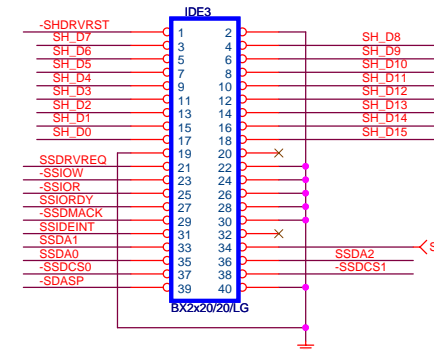 IDE3
-SHDRVRST 1 2
SH_D7 3 4 SH_D8
SH_D6 5 6 SH_D9
SH_D5 7 8 SH_D10
SH_D4 9 10 SH_D11
SH_D3 11 12 SH_D12
SH_D2 13 14 SH_D13
SH_D1 15 16 SH_D14
SH_D0 17 18 SH_D15
19 20
SSDRVREQ 21 22
-SSIOW 23 24
-SSIOR 25 26
SSIORDY 27 28
-SSDMACK 29 30
SSIDEINT 31 32
SSDA1 33 34 S
SSDA0 35 36 SSDA2
-SSDCS0 37 38 -SSDCS1
-SDASP 39 40
BX2x20/20/LG